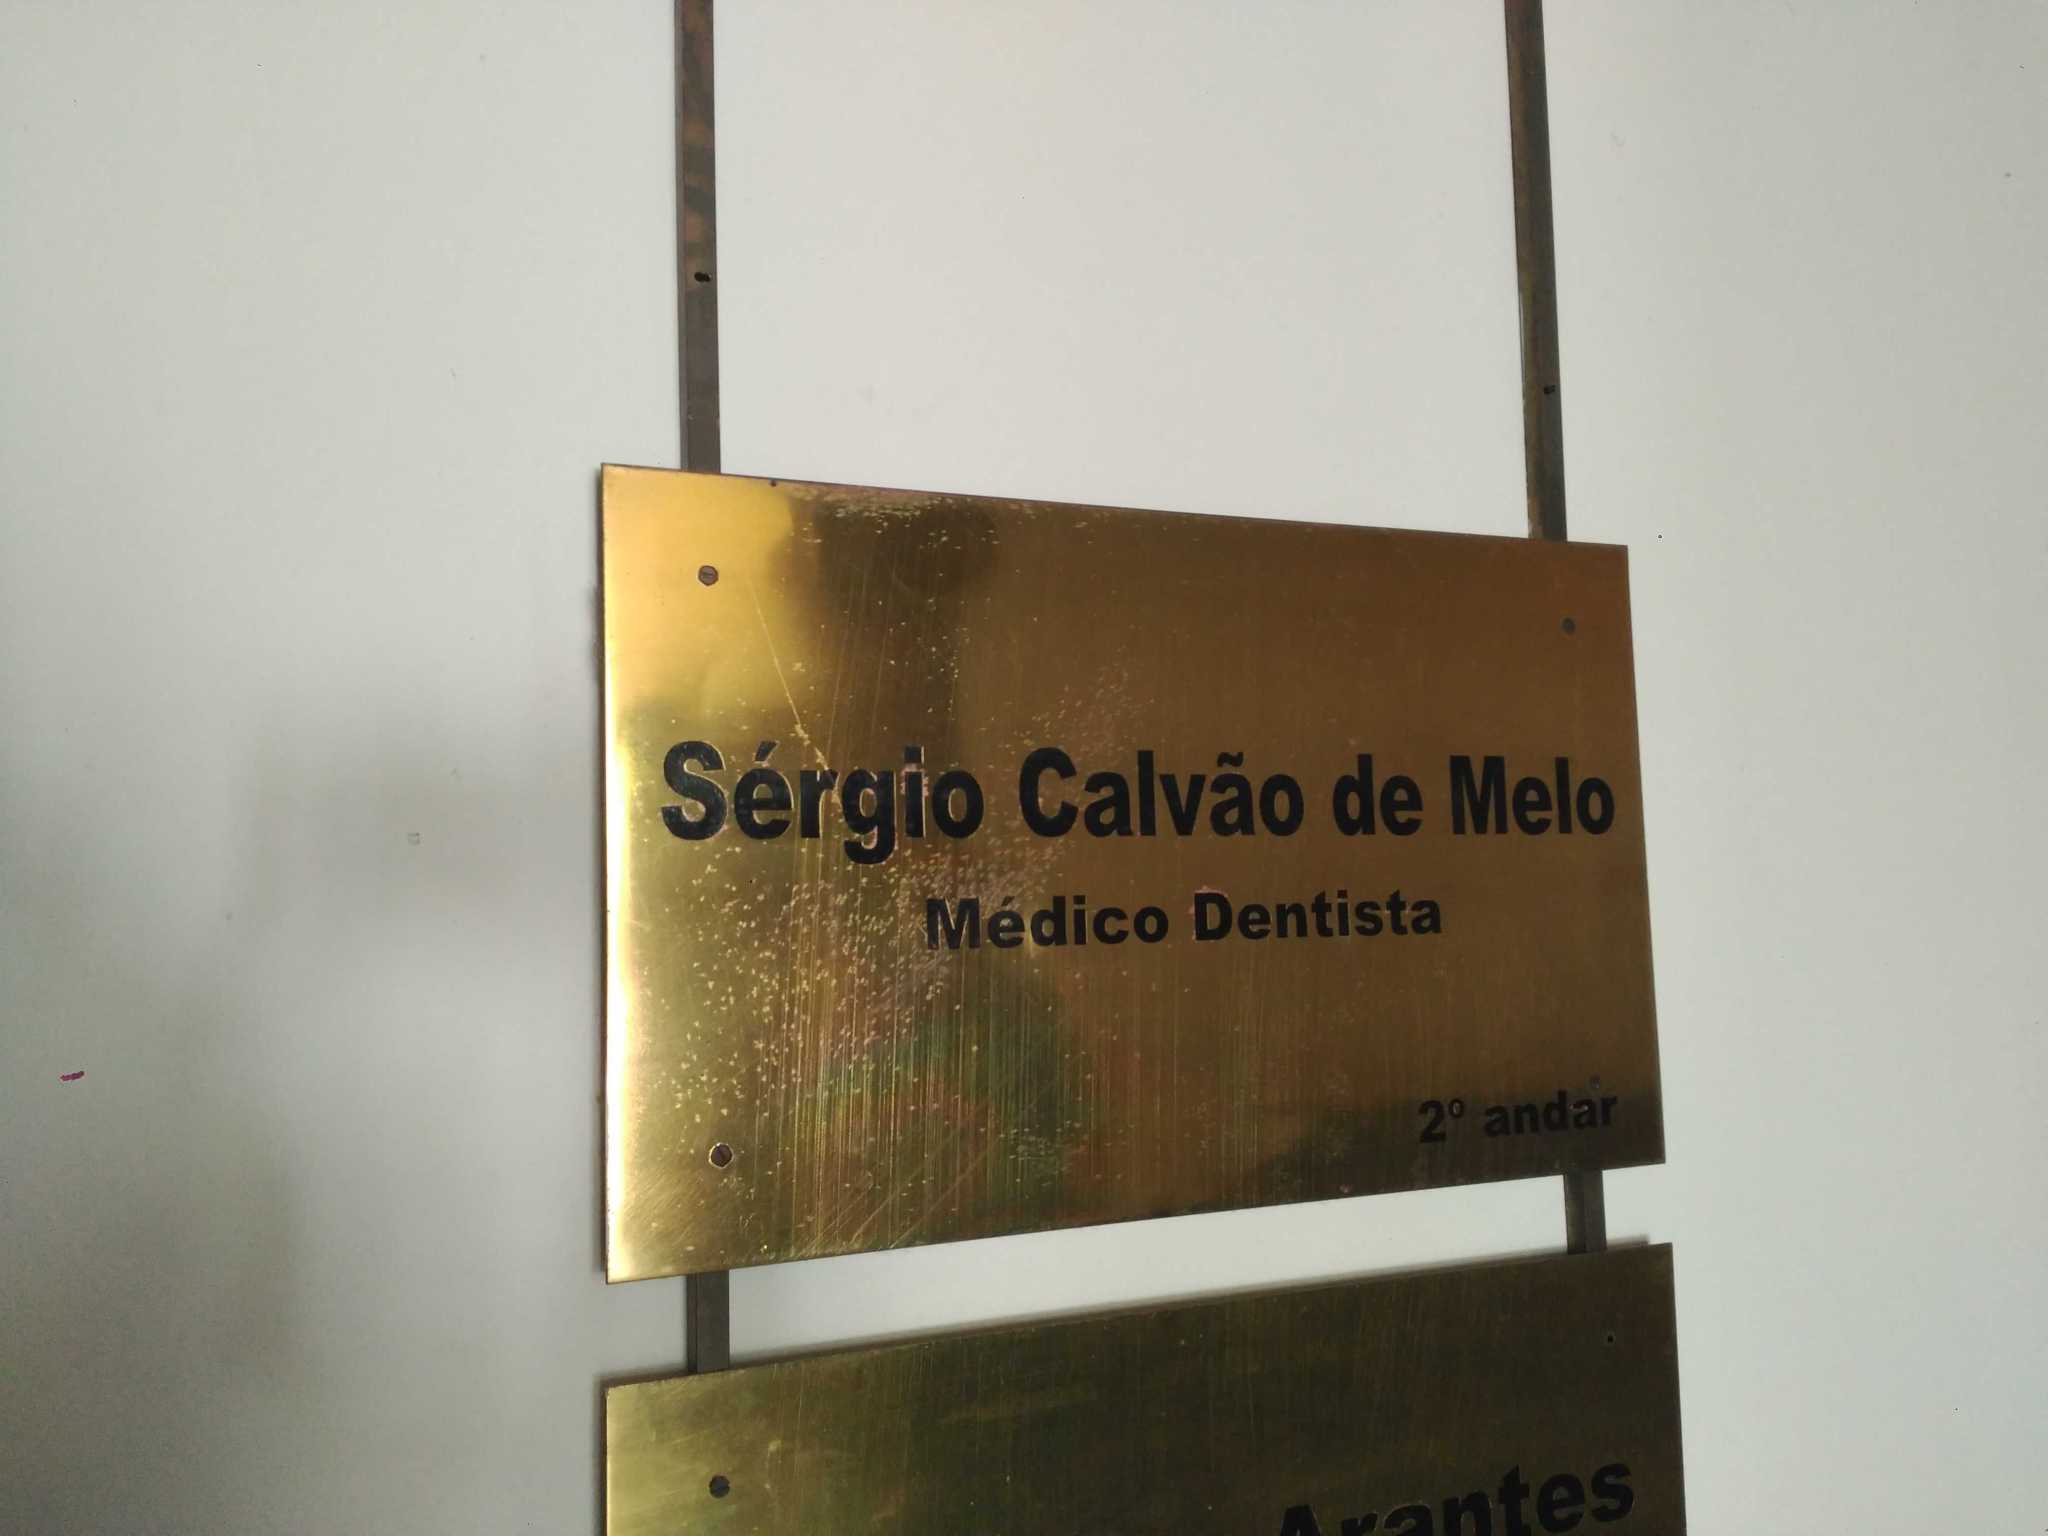 Sérgio Calvão de Melo
Médico Dentista
2º andar
Arantes